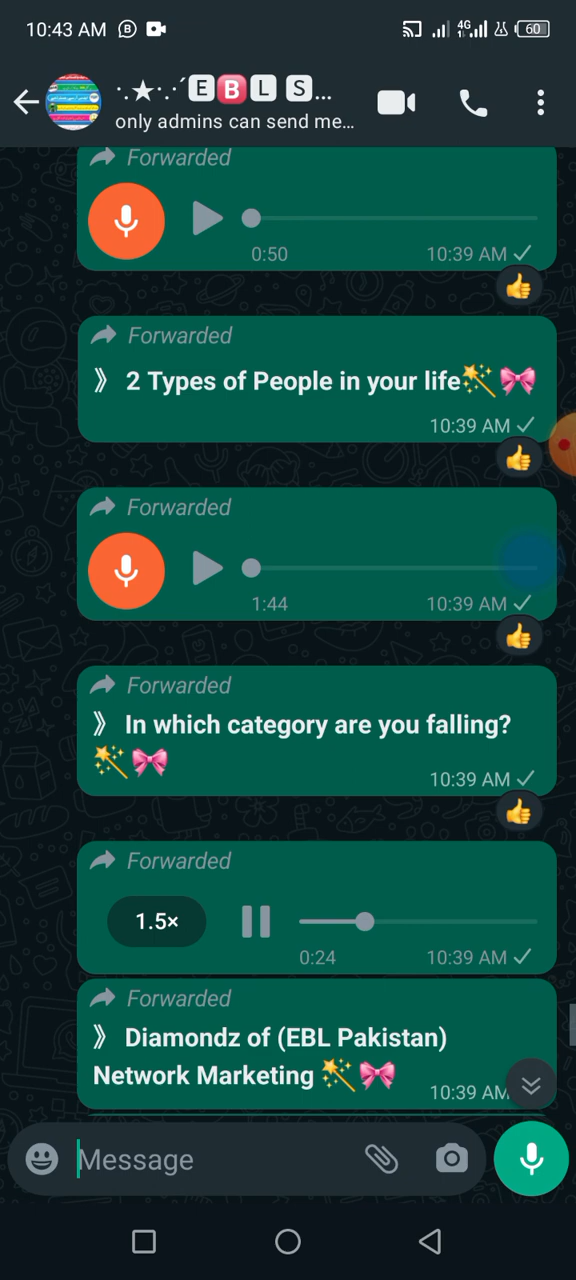 10:43 AM
4G
60
E B L S...
only admins can send me...
Forwarded
0:50
10:39 AM
Forwarded
》 2 Types of People in your life🪄🎀
10:39 AM
Forwarded
1:44
10:39 AM
Forwarded
》 In which category are you falling?
🪄🎀
10:39 AM
Forwarded
1.5×
0:24
10:39 AM
Forwarded
》 Diamondz of (EBL Pakistan)
Network Marketing 🪄🎀
10:39 AM
Message